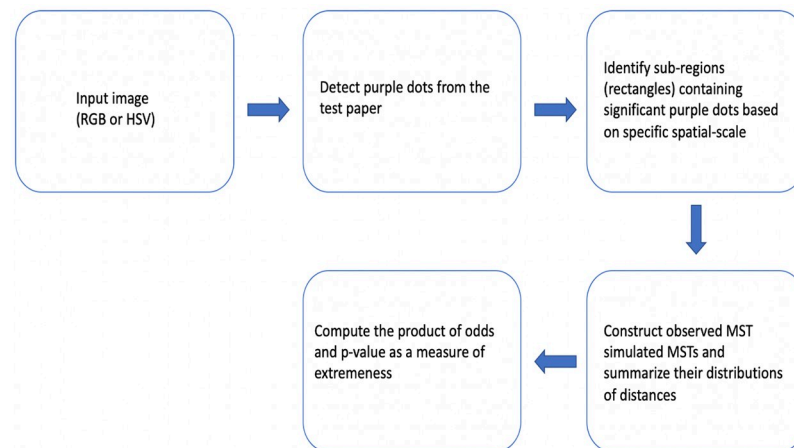 Input image
(RGB or HSV)
Detect purple dots from the
test paper
Identify sub-regions
(rectangles) containing
significant purple dots based
on specific spatial-scale
Construct observed MST
simulated MSTs and
summarize their distributions
of distances
Compute the product of odds
and p-value as a measure of
extremeness